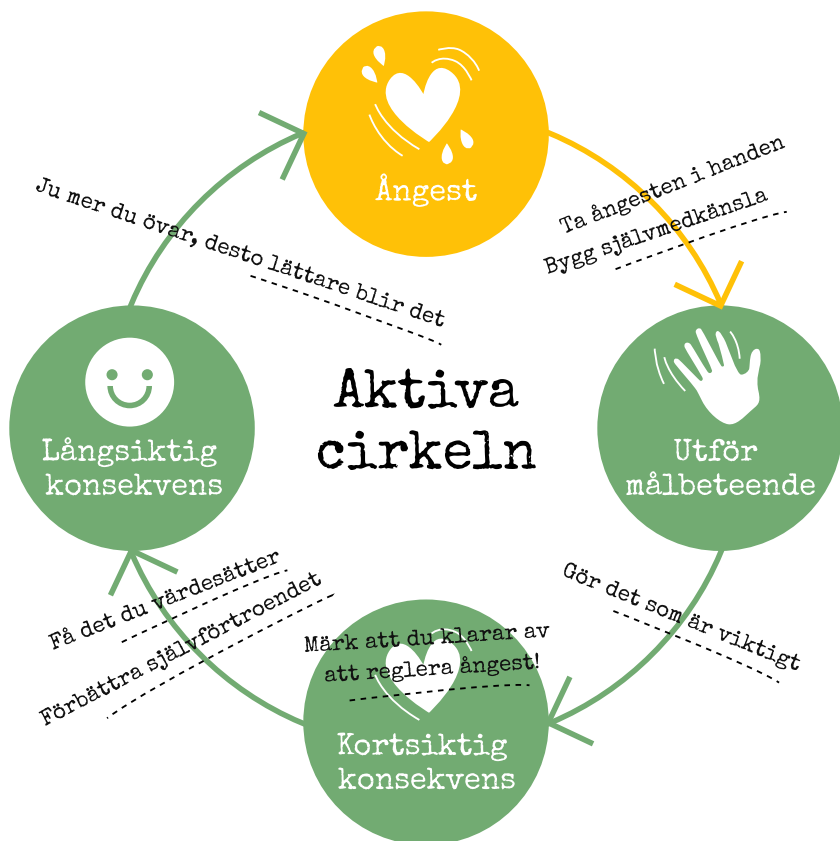 Ångest
Ta ångesten i handen
Bygg självmedkänsla
Ju mer du övar, desto lättare blir det
Aktiva
cirkeln
Utför
målbeteende
Långsiktig
konsekvens
Gör det som är viktigt
Få det du värdesätter
Förbättra självförtroendet
Märk att du klarar av
att reglera ångest!
Kortsiktig
konsekvens